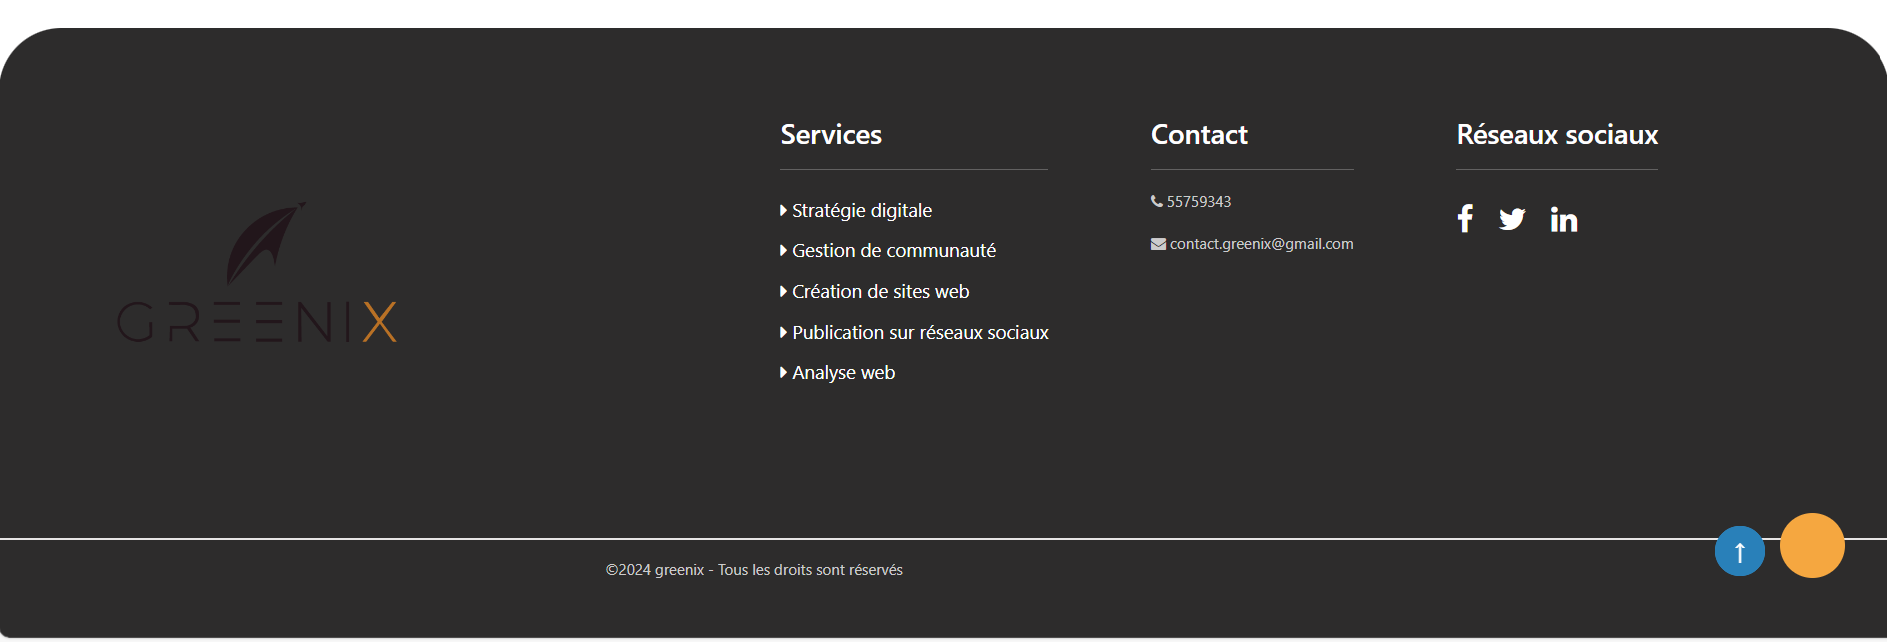 GREENIX
Services
Stratégie digitale
Gestion de communauté
Création de sites web
Publication sur réseaux sociaux
Analyse web
Contact
55759343
contact.greenix@gmail.com
Réseaux sociaux
©2024 greenix - Tous les droits sont réservés